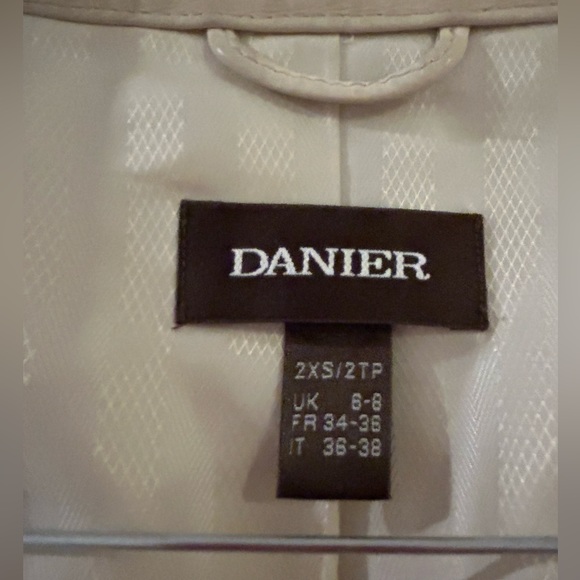 DANIER
2XS/2TP
UK 6-8
FR 34-36
IT 36-38